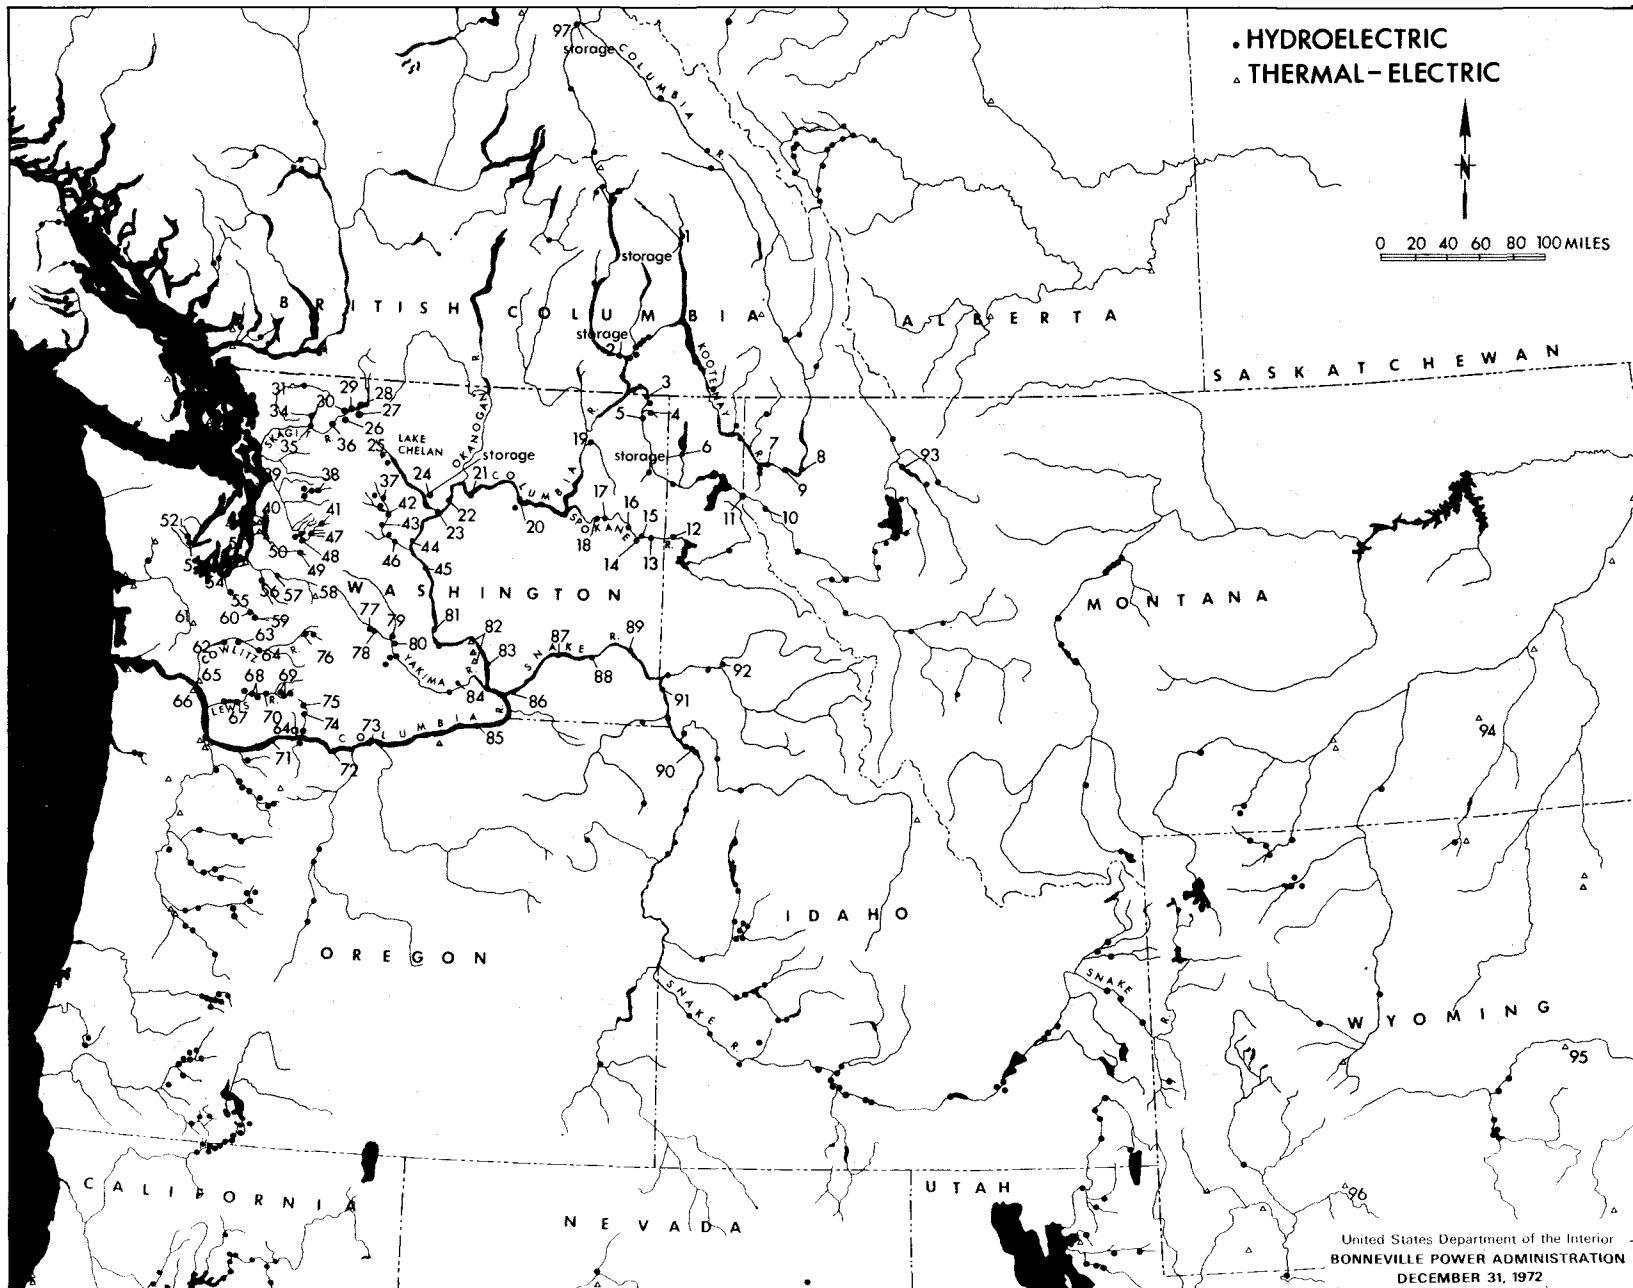 • HYDROELECTRIC
▵ THERMAL-ELECTRIC
N
0 20 40 60 80 100 MILES
97
storage
COLUMBIA R.
1
storage
BRITISH COLUMBIA
ALBERTA
SASKATCHEWAN
storage
2
KOOTENAY R.
OKANOGAN R.
31
29
28
30
34
27
26
3
5
4
SKAGIT R.
35
36
25
LAKE CHELAN
24
storage
21
COLUMBIA R.
19
storage
6
7
8
9
93
39
38
37
42
22
23
20
17
16
15
12
11
10
SPOKANE R.
18
14
13
52
40
41
43
47
50
48
46
44
49
45
54
56
57
58
55
WASHINGTON
MONTANA
61
60
59
77
79
81
62
63
COWLITZ R.
64
76
78
80
YAKIMA R.
82
83
87
89
SNAKE R.
88
92
65
66
68
69
LEWIS R.
67
70
75
74
84
86
91
64a
73
COLUMBIA R.
71
72
85
90
94
IDAHO
OREGON
SNAKE R.
SNAKE R.
WYOMING
95
96
CALIFORNIA
NEVADA
UTAH
United States Department of the Interior
BONNEVILLE POWER ADMINISTRATION
DECEMBER 31, 1972